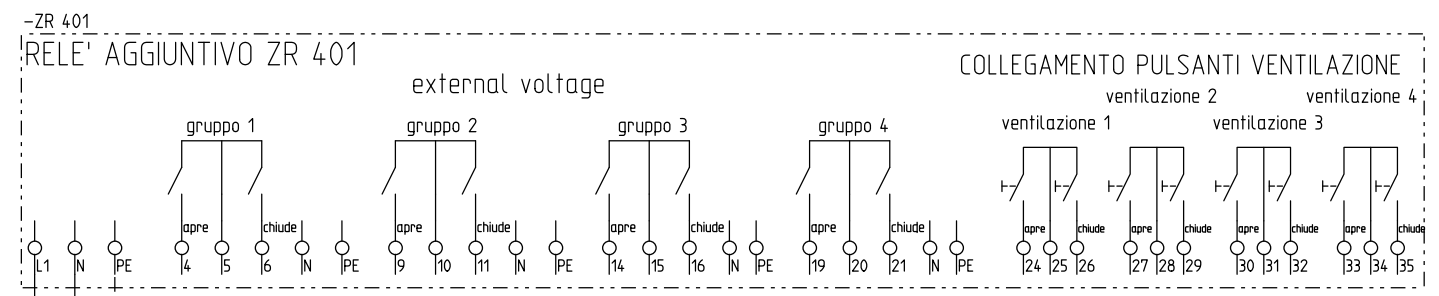 -ZR 401
RELE' AGGIUNTIVO ZR 401
external voltage
COLLEGAMENTO PULSANTI VENTILAZIONE
ventilazione 2 ventilazione 4
gruppo 1 gruppo 2 gruppo 3 gruppo 4 ventilazione 1 ventilazione 3
apre chiude apre chiude apre chiude apre chiude apre chiude apre chiude apre chiude apre chiude
L1 N PE 4 5 6 N PE 9 10 11 N PE 14 15 16 N PE 19 20 21 N PE 24 25 26 27 28 29 30 31 32 33 34 35